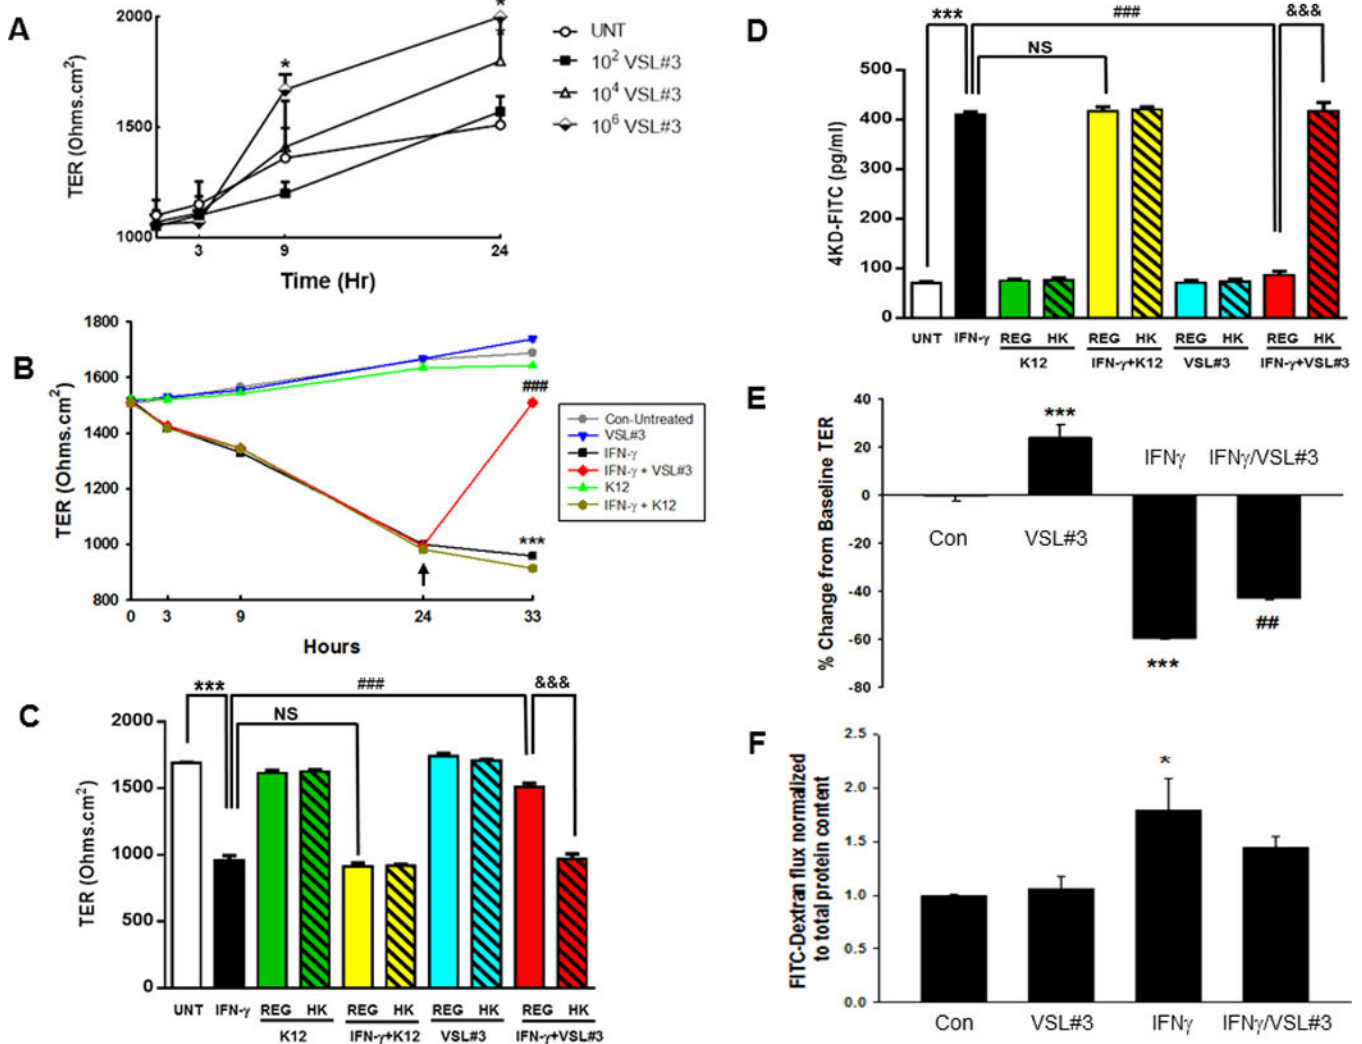 A
TER (Ohms.cm²)
2000
1500
1000
3
9
24
Time (Hr)
*
*
*
UNT
10² VSL#3
10⁴ VSL#3
10⁶ VSL#3
B
TER (Ohms.cm²)
1800
1600
1400
1200
1000
800
0
3
9
24
33
Hours
###
***
Con-Untreated
VSL#3
IFN-γ
IFN-γ + VSL#3
K12
IFN-γ + K12
C
TER (Ohms.cm²)
2000
1500
1000
500
0
***
###
&&&
NS
UNT IFN-γ REG HK REG HK REG HK REG HK
K12 IFN-γ+K12 VSL#3 IFN-γ+VSL#3
D
4KD-FITC (pg/ml)
500
400
300
200
100
0
***
###
&&&
NS
UNT IFN-γ REG HK REG HK REG HK REG HK
K12 IFN-γ+K12 VSL#3 IFN-γ+VSL#3
E
% Change from Baseline TER
40
20
0
-20
-40
-60
-80
***
IFNγ IFNγ/VSL#3
Con VSL#3
##
***
F
FITC-Dextran flux normalized
to total protein content
2.5
2.0
1.5
1.0
0.5
0.0
*
Con VSL#3 IFNγ IFNγ/VSL#3